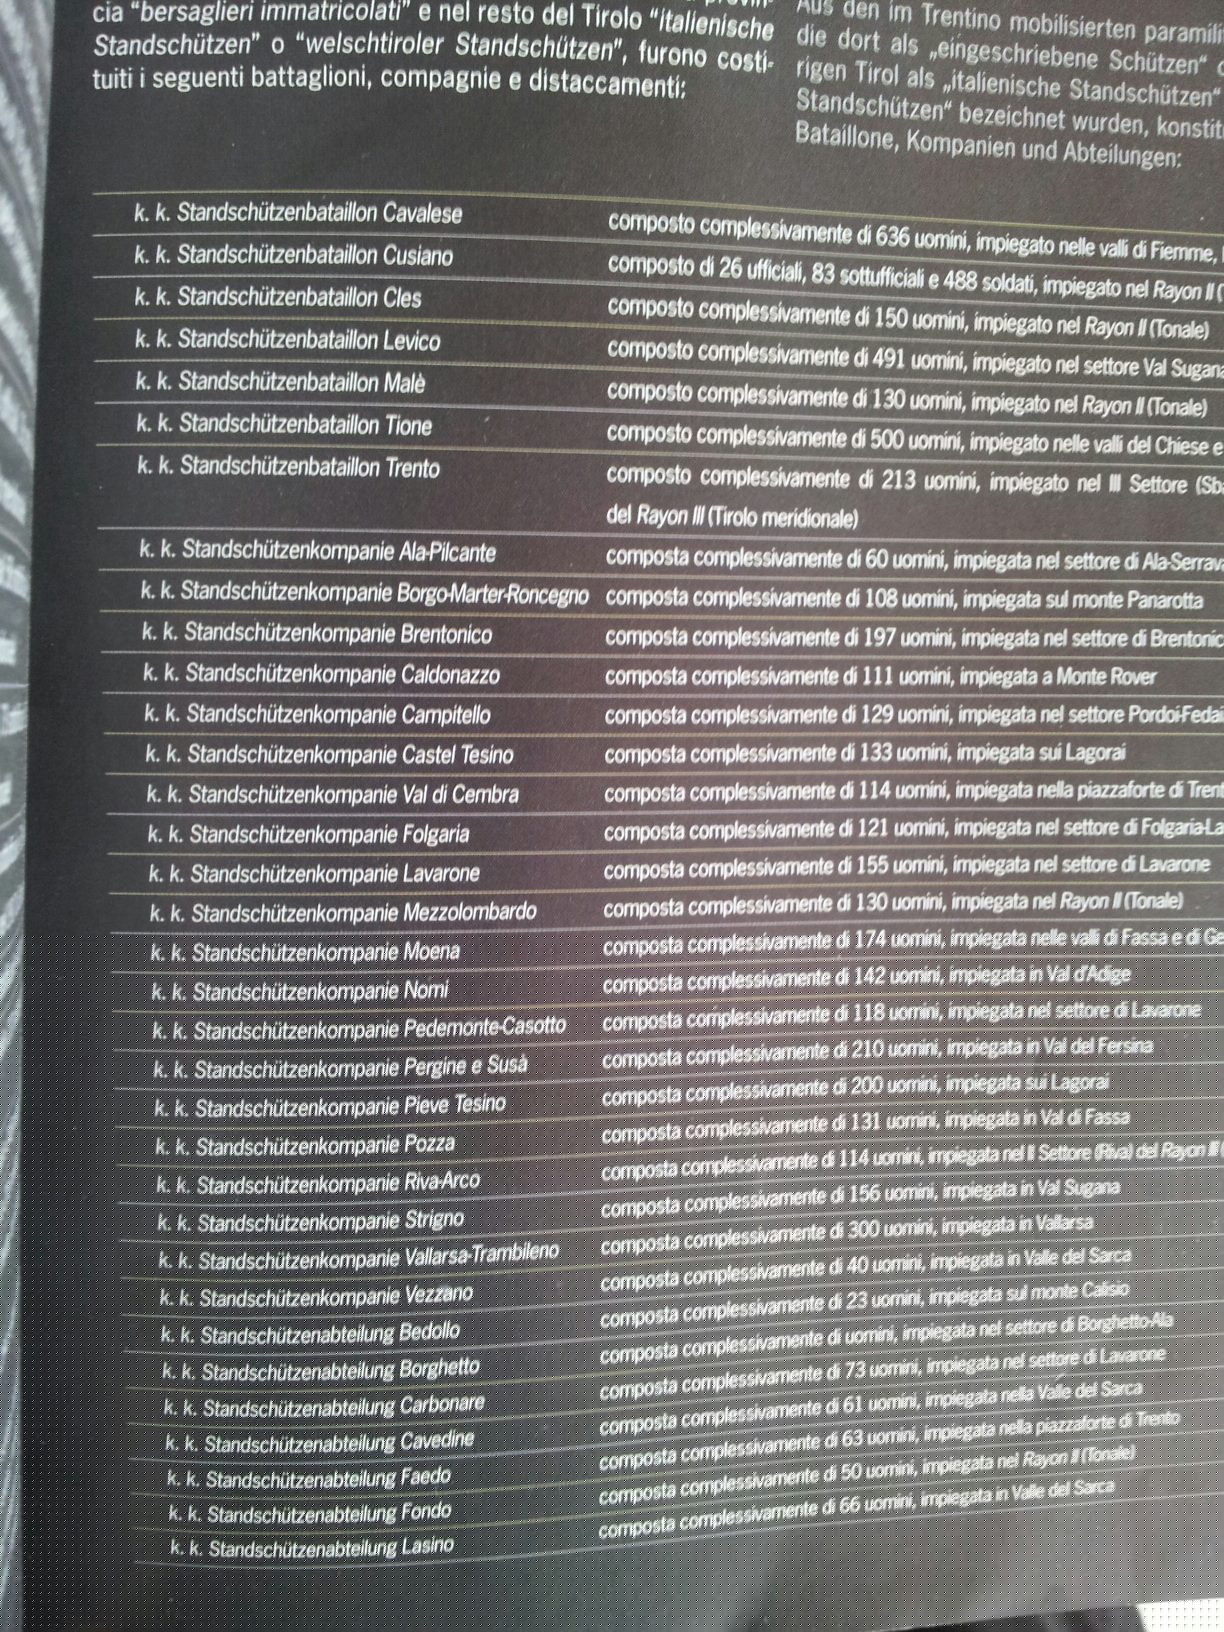 cia “bersaglieri immatricolati” e nel resto del Tirolo “italienische
Standschützen” o “welschtiroler Standschützen”, furono costi-
tuiti i seguenti battaglioni, compagnie e distaccamenti:
Aus den im Trentino mobilisierten
die dort als „eingeschriebene Schützen“
rigen Tirol als „italienische Standschützen“
Standschützen“ bezeichnet wurden,
Bataillone, Kompanien und Abteilungen:
k. k. Standschützenbataillon Cavalese composto complessivamente di 636 uomini, impiegato nelle valli di Fiemme,
k. k. Standschützenbataillon Cusiano composto di 26 ufficiali, 83 sottufficiali e 488 soldati, impiegato nel Rayon II
k. k. Standschützenbataillon Cles composto complessivamente di 150 uomini, impiegato nel Rayon II (Tonale)
k. k. Standschützenbataillon Levico composto complessivamente di 491 uomini, impiegato nel settore Val Sugana
k. k. Standschützenbataillon Malè composto complessivamente di 130 uomini, impiegato nel Rayon II (Tonale)
k. k. Standschützenbataillon Tione composto complessivamente di 500 uomini, impiegato nelle valli del Chiese e
k. k. Standschützenbataillon Trento composto complessivamente di 213 uomini, impiegato nel III Settore
del Rayon III (Tirolo meridionale)
k. k. Standschützenkompanie Ala-Pilcante composta complessivamente di 60 uomini, impiegata nel settore di
k. k. Standschützenkompanie Borgo-Marter-Roncegno composta complessivamente di 108 uomini, impiegata sul monte Panarotta
k. k. Standschützenkompanie Brentonico composta complessivamente di 197 uomini, impiegata nel settore di
k. k. Standschützenkompanie Caldonazzo composta complessivamente di 111 uomini, impiegata a Monte Rover
k. k. Standschützenkompanie Campitello composta complessivamente di 129 uomini, impiegata nel settore
k. k. Standschützenkompanie Castel Tesino composta complessivamente di 133 uomini, impiegata sui Lagorai
k. k. Standschützenkompanie Val di Cembra composta complessivamente di 114 uomini, impiegata nella piazzaforte di
k. k. Standschützenkompanie Folgaria composta complessivamente di 121 uomini, impiegata nel settore di
k. k. Standschützenkompanie Lavarone composta complessivamente di 155 uomini, impiegata nel settore di Lavarone
k. k. Standschützenkompanie Mezzolombardo composta complessivamente di 130 uomini, impiegata nel Rayon II (Tonale)
k. k. Standschützenkompanie Moena composta complessivamente di 174 uomini, impiegata nelle valli di Fassa e di
k. k. Standschützenkompanie Nomi composta complessivamente di 142 uomini, impiegata in Val d'Adige
k. k. Standschützenkompanie Pedemonte-Casotto composta complessivamente di 118 uomini, impiegata nel settore di Lavarone
k. k. Standschützenkompanie Pergine e Susà composta complessivamente di 210 uomini, impiegata in Val del Fersina
k. k. Standschützenkompanie Pieve Tesino composta complessivamente di 200 uomini, impiegata sui Lagorai
k. k. Standschützenkompanie Pozza composta complessivamente di 131 uomini, impiegata in Val di Fassa
k. k. Standschützenkompanie Riva-Arco composta complessivamente di 114 uomini, impiegata nel II Settore (Riva) del Rayon III
k. k. Standschützenkompanie Strigno composta complessivamente di 156 uomini, impiegata in Val Sugana
k. k. Standschützenkompanie Vallarsa-Trambileno composta complessivamente di 300 uomini, impiegata in Vallarsa
k. k. Standschützenkompanie Vezzano composta complessivamente di 40 uomini, impiegata in Valle del Sarca
k. k. Standschützenabteilung Bedollo composta complessivamente di 23 uomini, impiegata sul monte Calisio
k. k. Standschützenabteilung Borghetto composta complessivamente di uomini, impiegata nel settore di Borghetto-Ala
k. k. Standschützenabteilung Carbonare composta complessivamente di 73 uomini, impiegata nel settore di Lavarone
k. k. Standschützenabteilung Cavedine composta complessivamente di 61 uomini, impiegata nella Valle del Sarca
k. k. Standschützenabteilung Faedo composta complessivamente di 63 uomini, impiegata nella piazzaforte di Trento
k. k. Standschützenabteilung Fondo composta complessivamente di 50 uomini, impiegata nel Rayon II (Tonale)
k. k. Standschützenabteilung Lasino composta complessivamente di 66 uomini, impiegata in Valle del Sarca